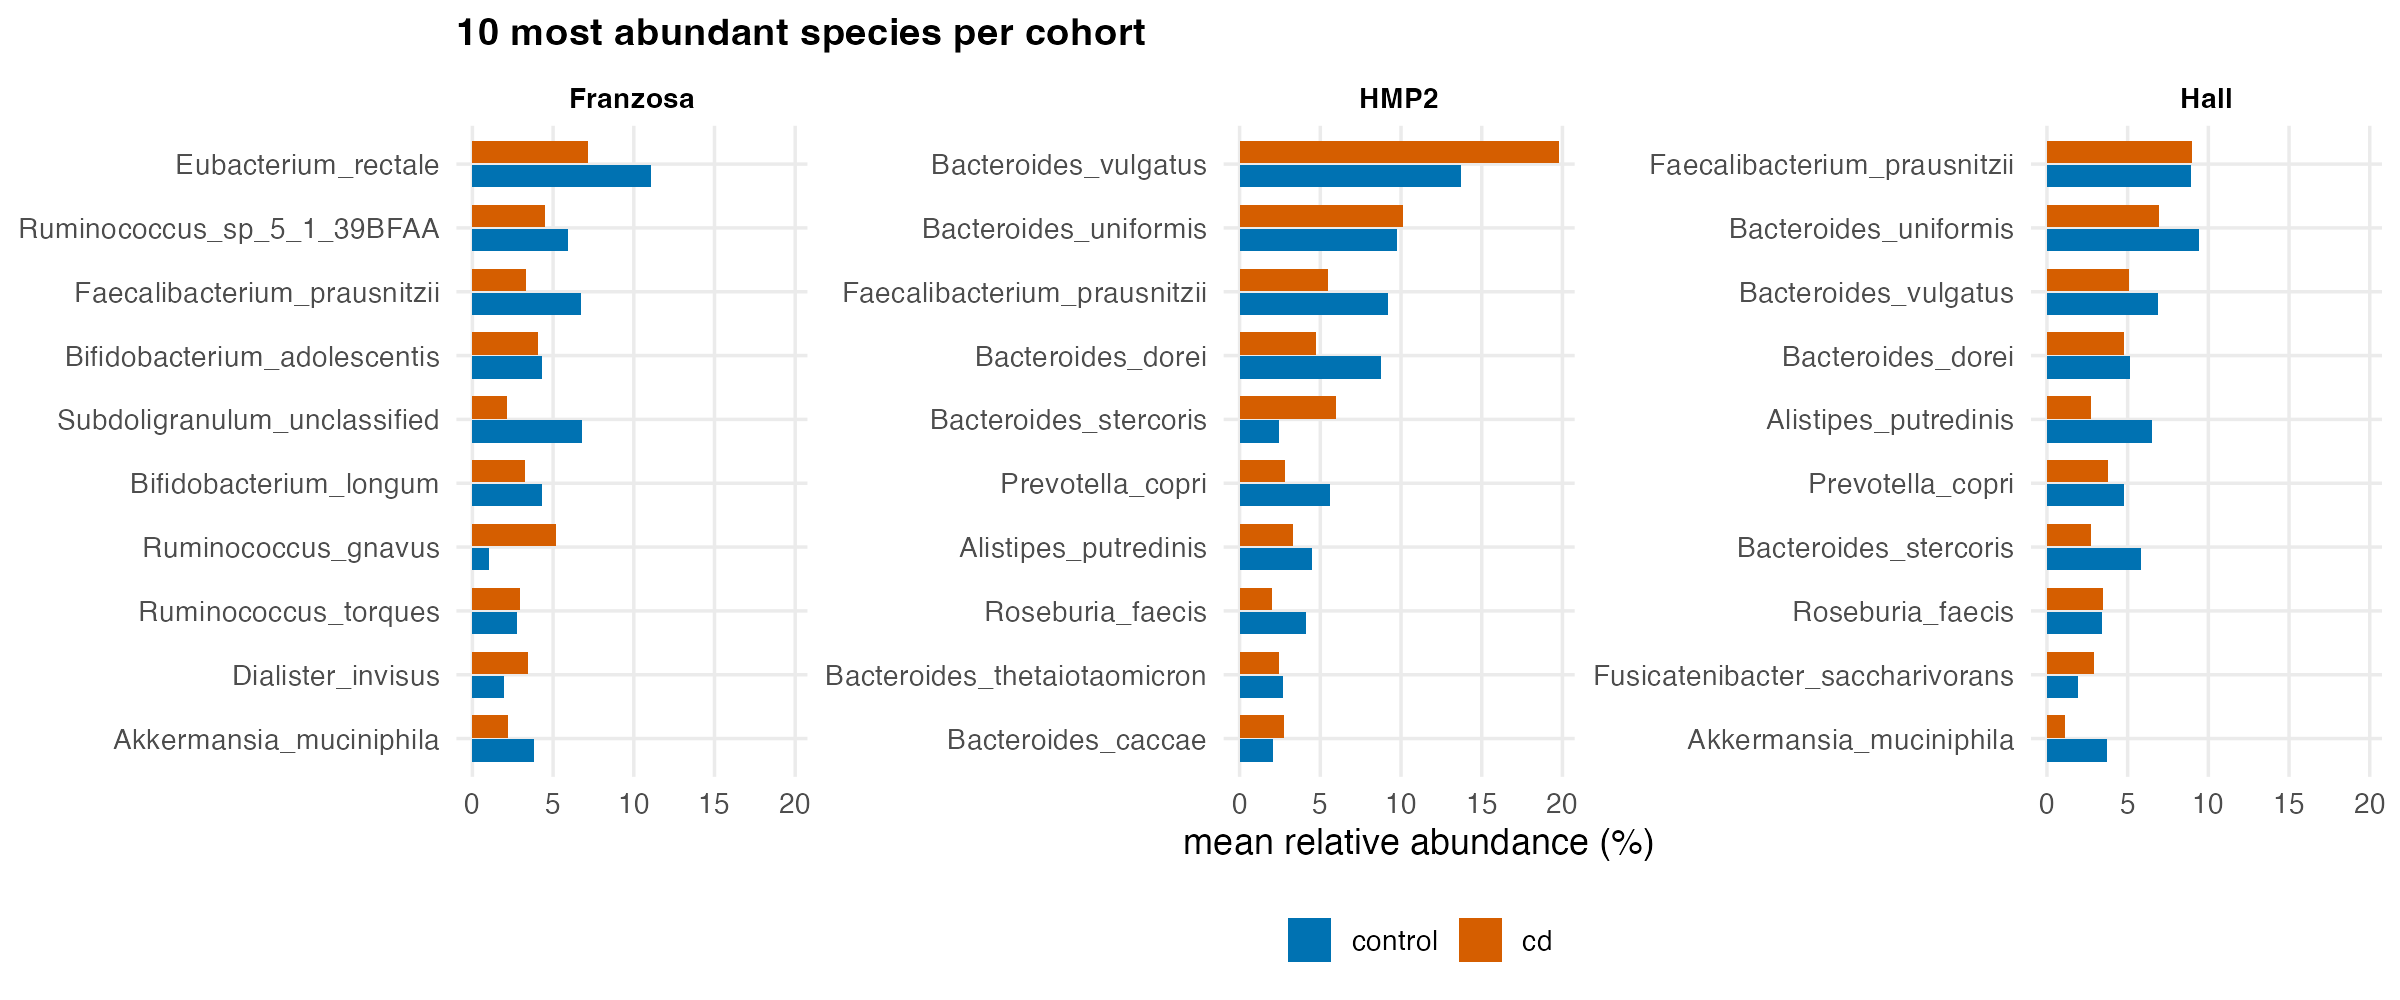 10 most abundant species per cohort
Franzosa
Eubacterium_rectale
Ruminococcus_sp_5_1_39BFAA
Faecalibacterium_prausnitzii
Bifidobacterium_adolescentis
Subdoligranulum_unclassified
Bifidobacterium_longum
Ruminococcus_gnavus
Ruminococcus_torques
Dialister_invisus
Akkermansia_muciniphila
0 5 10 15 20
HMP2
Bacteroides_vulgatus
Bacteroides_uniformis
Faecalibacterium_prausnitzii
Bacteroides_dorei
Bacteroides_stercoris
Prevotella_copri
Alistipes_putredinis
Roseburia_faecis
Bacteroides_thetaiotaomicron
Bacteroides_caccae
0 5 10 15 20
Hall
Faecalibacterium_prausnitzii
Bacteroides_uniformis
Bacteroides_vulgatus
Bacteroides_dorei
Alistipes_putredinis
Prevotella_copri
Bacteroides_stercoris
Roseburia_faecis
Fusicatenibacter_saccharivorans
Akkermansia_muciniphila
0 5 10 15 20
mean relative abundance (%)
control cd